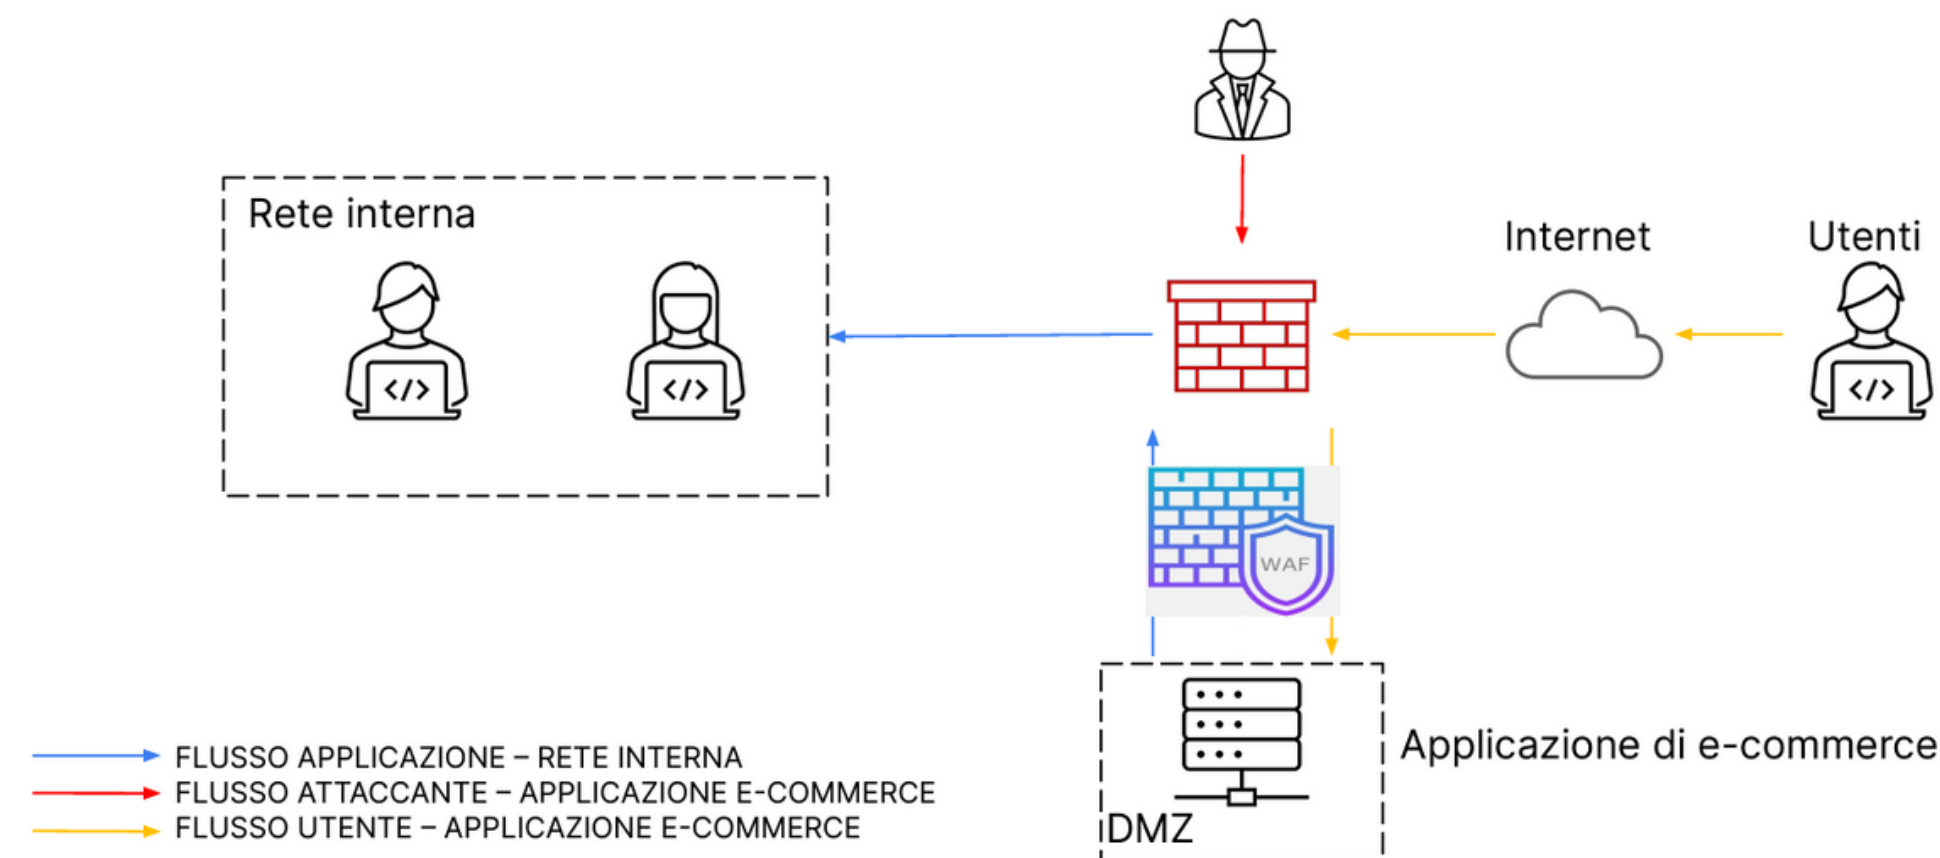 Rete interna
</>
</>
Internet
Utenti
</>
WAF
Applicazione di e-commerce
DMZ
FLUSSO APPLICAZIONE – RETE INTERNA
FLUSSO ATTACCANTE – APPLICAZIONE E-COMMERCE
FLUSSO UTENTE – APPLICAZIONE E-COMMERCE